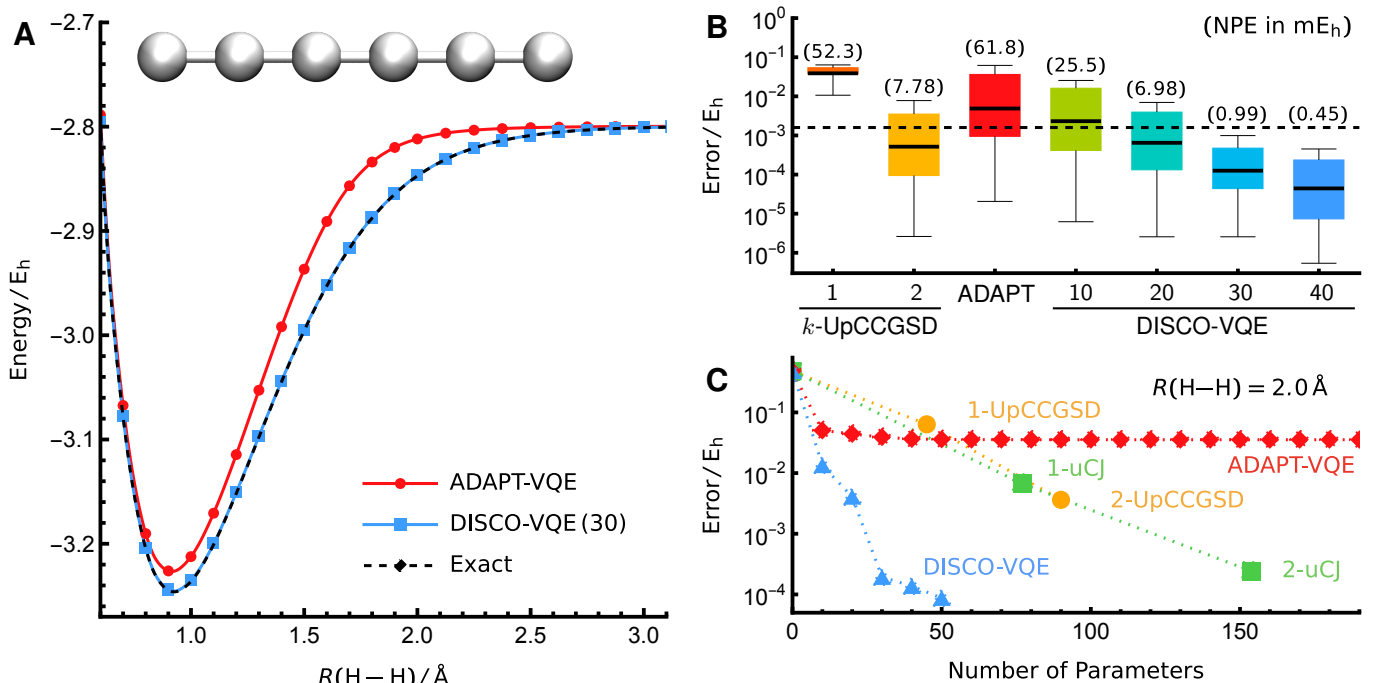 A
−2.7
−2.8
−2.9
−3.0
−3.1
−3.2
Energy / E_h
1.0 1.5 2.0 2.5 3.0
R(H−H) / Å
ADAPT-VQE
DISCO-VQE (30)
Exact
B
(NPE in mE_h)
10^0
10^−1
10^−2
10^−3
10^−4
10^−5
10^−6
Error / E_h
(52.3) (7.78) (61.8) (25.5) (6.98) (0.99) (0.45)
1 2 ADAPT 10 20 30 40
k-UpCCGSD DISCO-VQE
C
R(H−H) = 2.0 Å
10^−1
10^−2
10^−3
10^−4
Error / E_h
1-UpCCGSD
ADAPT-VQE
1-uCJ
2-UpCCGSD
DISCO-VQE
2-uCJ
0 50 100 150
Number of Parameters